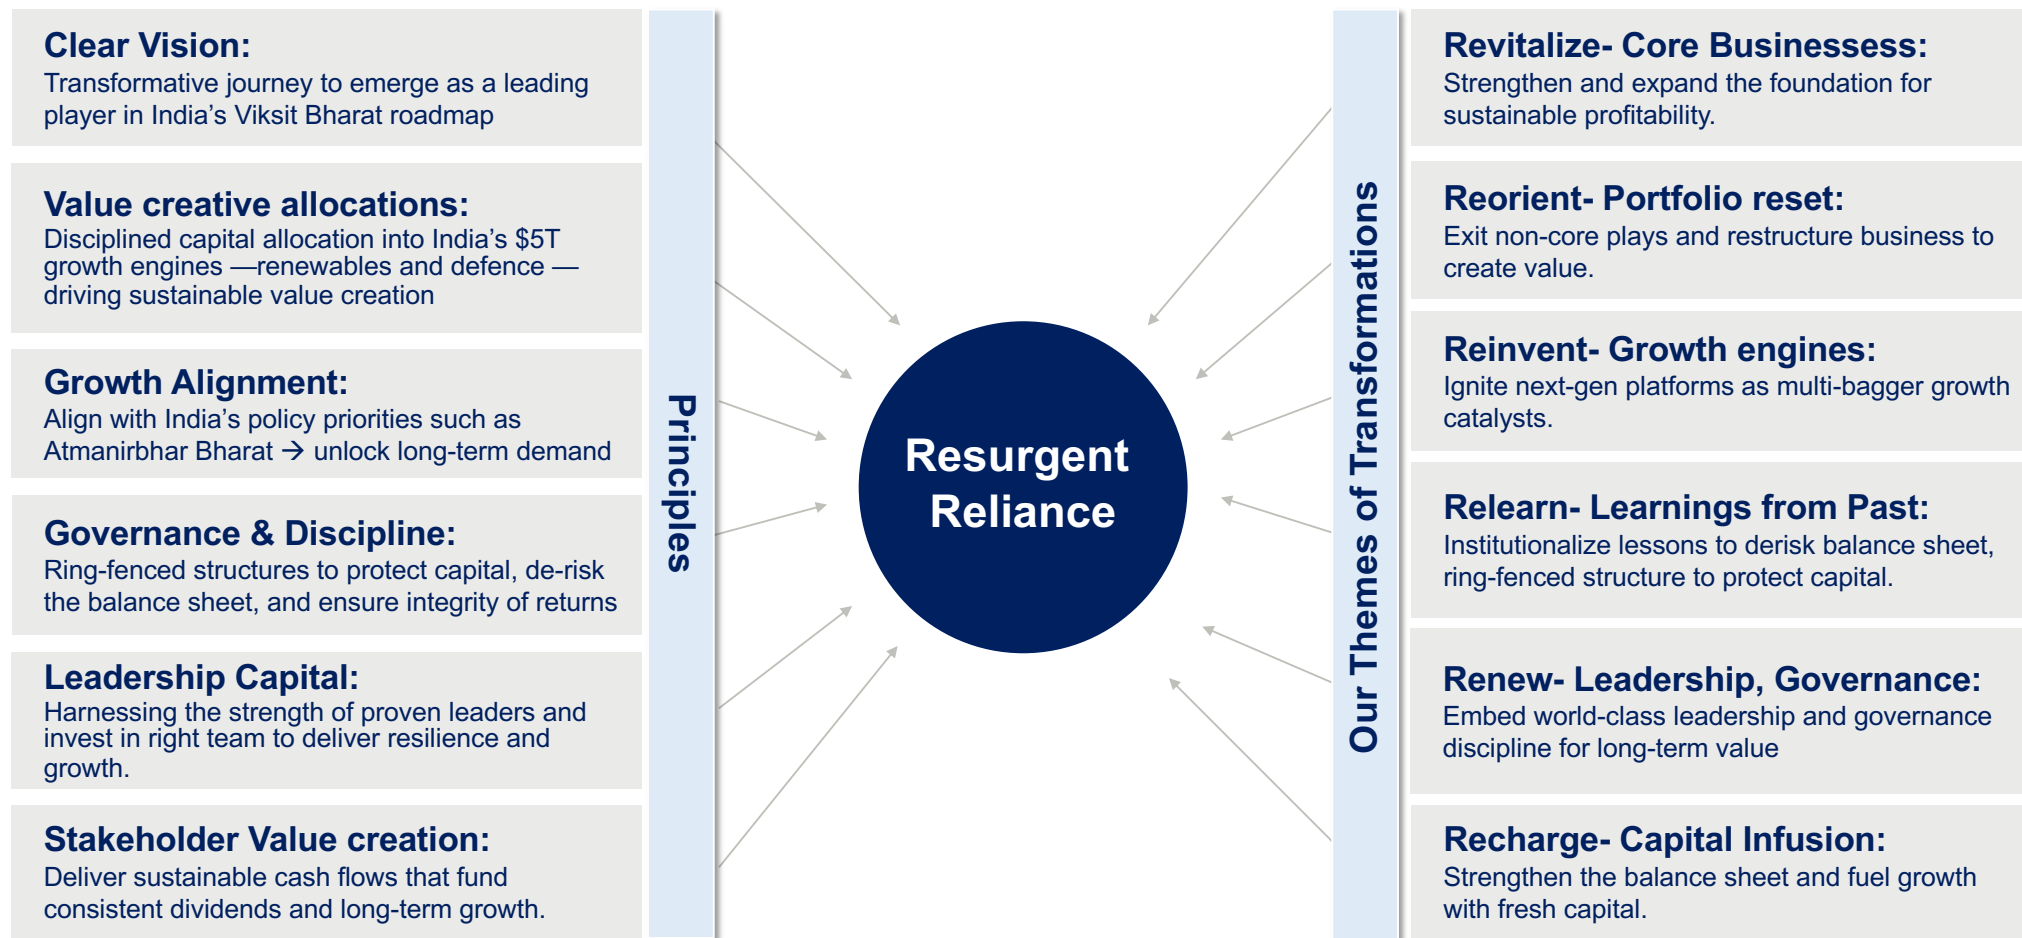 Clear Vision:
Transformative journey to emerge as a leading
player in India’s Viksit Bharat roadmap
Value creative allocations:
Disciplined capital allocation into India’s $5T
growth engines —renewables and defence —
driving sustainable value creation
Growth Alignment:
Align with India’s policy priorities such as
Atmanirbhar Bharat → unlock long-term demand
Governance & Discipline:
Ring-fenced structures to protect capital, de-risk
the balance sheet, and ensure integrity of returns
Leadership Capital:
Harnessing the strength of proven leaders and
invest in right team to deliver resilience and
growth.
Stakeholder Value creation:
Deliver sustainable cash flows that fund
consistent dividends and long-term growth.
Principles
Resurgent
Reliance
Our Themes of Transformations
Revitalize- Core Businessess:
Strengthen and expand the foundation for
sustainable profitability.
Reorient- Portfolio reset:
Exit non-core plays and restructure business to
create value.
Reinvent- Growth engines:
Ignite next-gen platforms as multi-bagger growth
catalysts.
Relearn- Learnings from Past:
Institutionalize lessons to derisk balance sheet,
ring-fenced structure to protect capital.
Renew- Leadership, Governance:
Embed world-class leadership and governance
discipline for long-term value
Recharge- Capital Infusion:
Strengthen the balance sheet and fuel growth
with fresh capital.